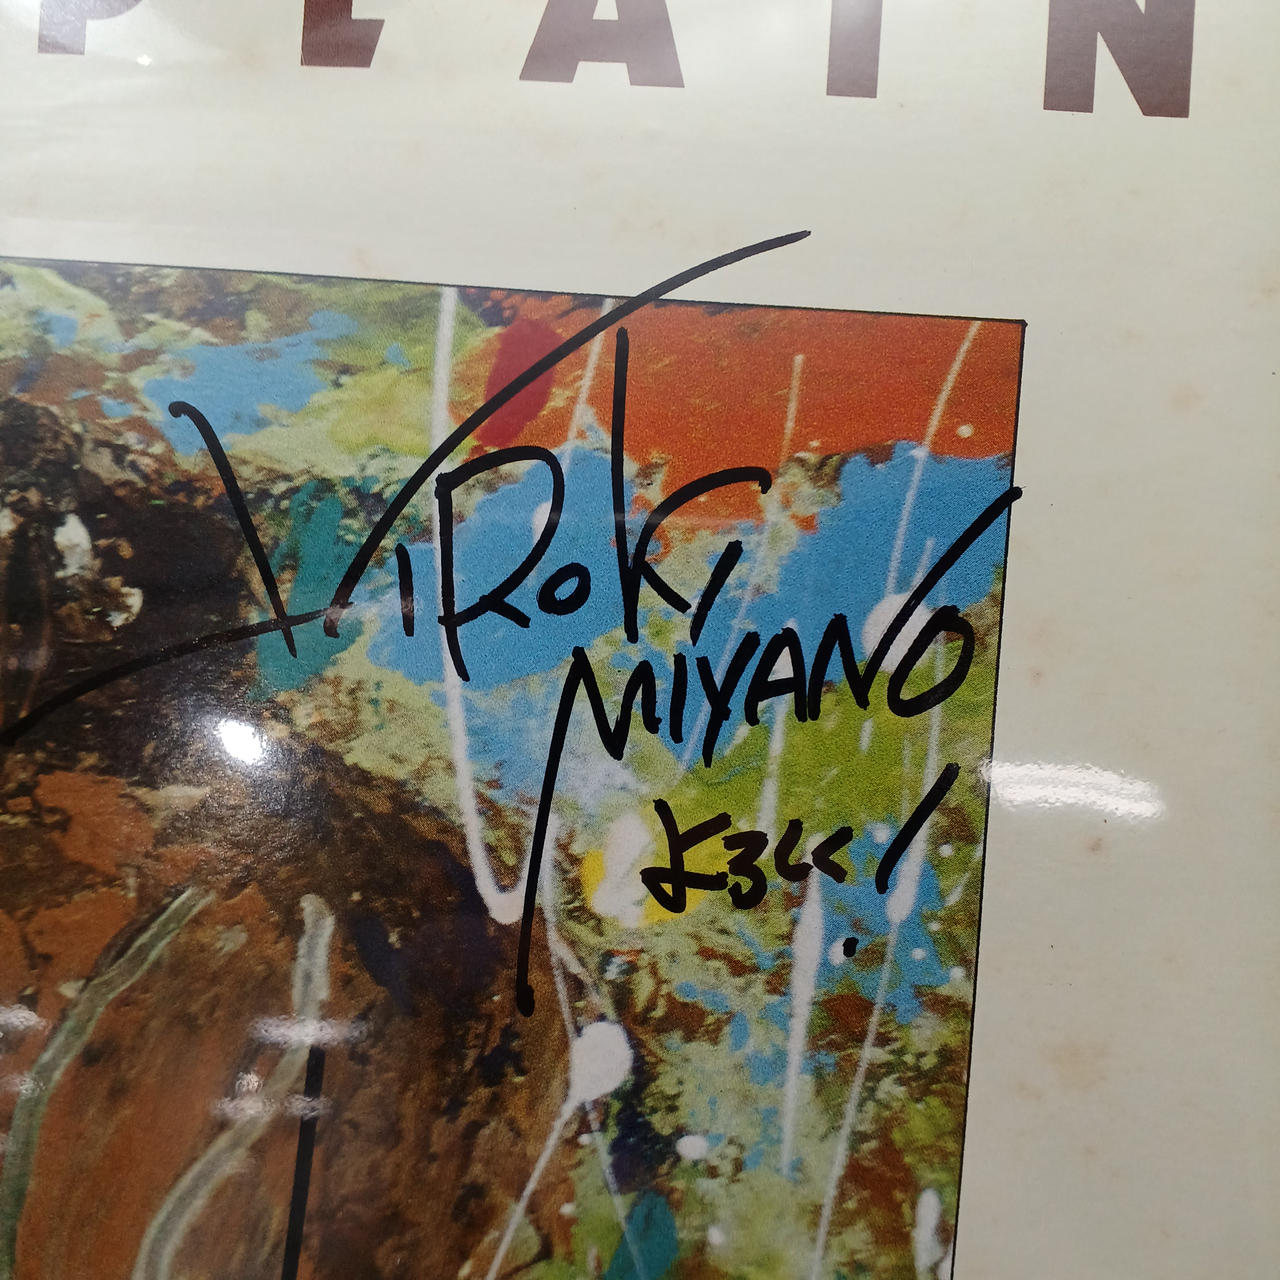 PLAIN
HIROKI
MIYANO
よろしく!